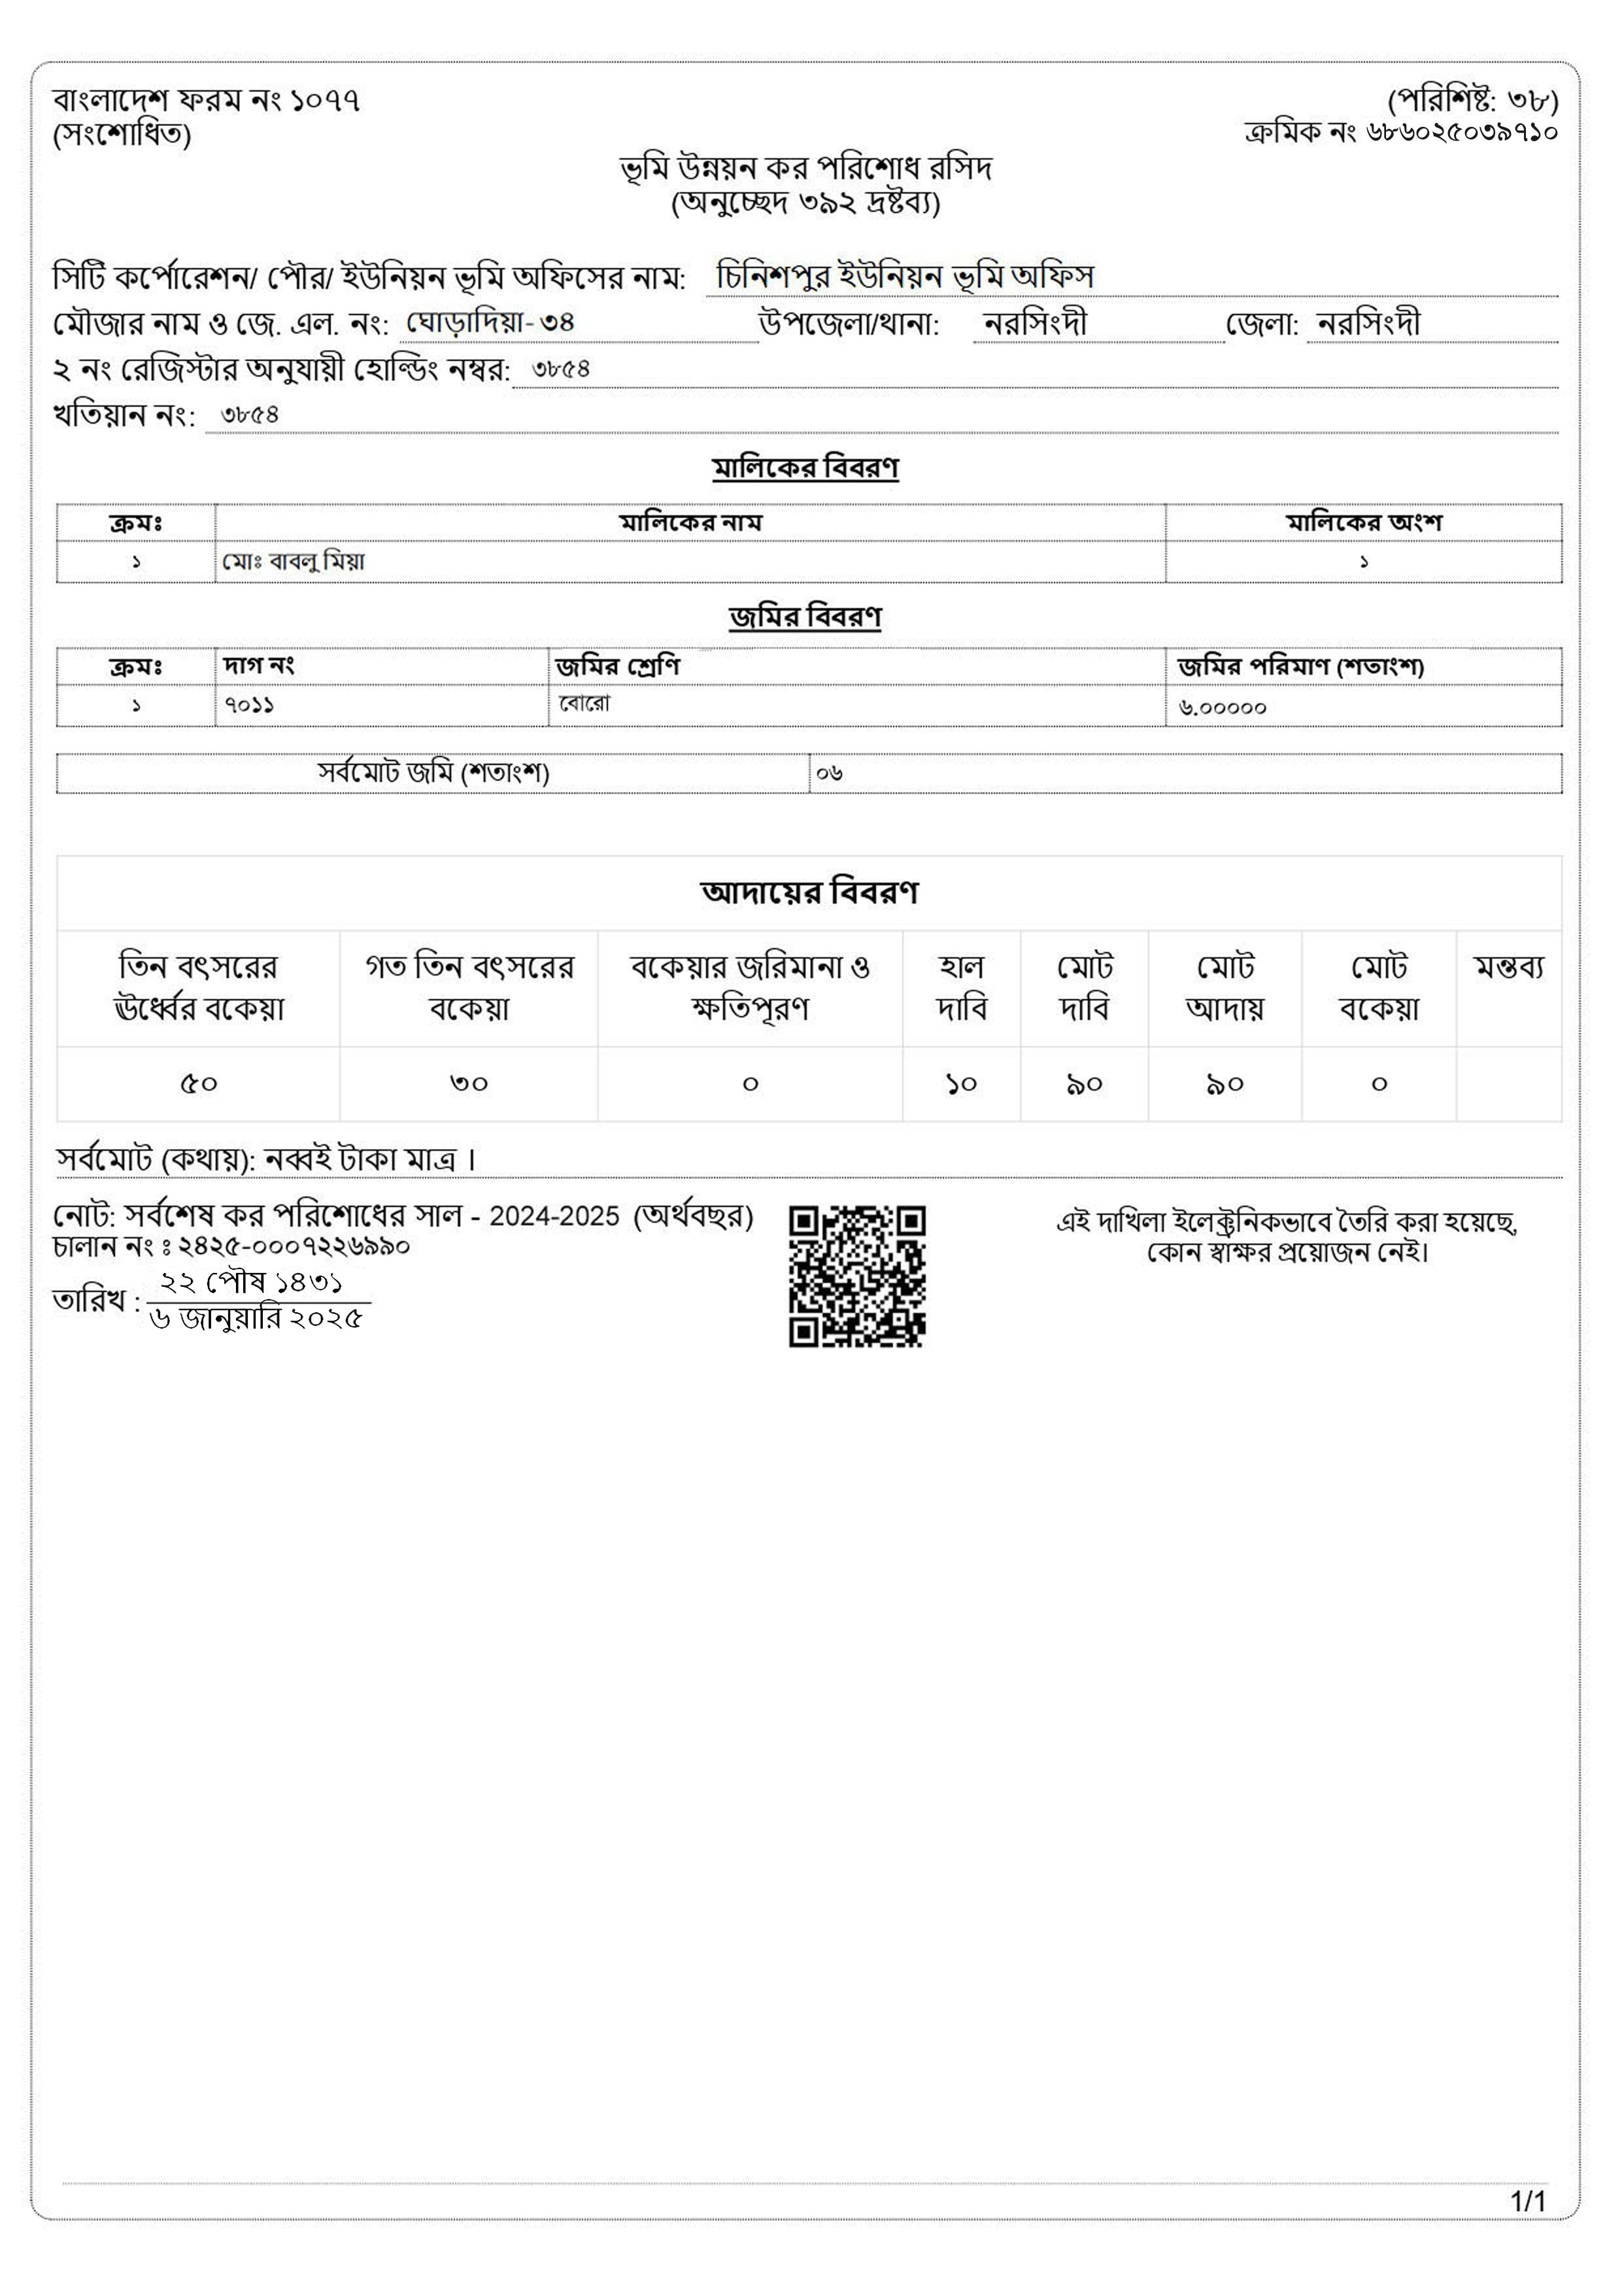 বাংলাদেশ ফরম নং ১০৭৭
(সংশোধিত)
(পরিশিষ্ট: ৩৮)
ক্রমিক নং ৬৮৬০২৫০৩৯৭১০
ভূমি উন্নয়ন কর পরিশোধ রসিদ
(অনুচ্ছেদ ৩৯২ দ্রষ্টব্য)
সিটি কর্পোরেশন/ পৌর/ ইউনিয়ন ভূমি অফিসের নাম: চিনিশপুর ইউনিয়ন ভূমি অফিস
মৌজার নাম ও জে. এল. নং: ঘোড়াদিয়া- ৩৪ উপজেলা/থানা: নরসিংদী জেলা: নরসিংদী
২ নং রেজিস্টার অনুযায়ী হোল্ডিং নম্বর: ৩৮৫৪
খতিয়ান নং: ৩৮৫৪
মালিকের বিবরণ
ক্রমঃ মালিকের নাম মালিকের অংশ
১ মোঃ বাবলু মিয়া ১
জমির বিবরণ
ক্রমঃ দাগ নং জমির শ্রেণি জমির পরিমাণ (শতাংশ)
১ ৭০১১ বোরো ৬.০০০০০
সর্বমোট জমি (শতাংশ) ০৬
আদায়ের বিবরণ
তিন বৎসরের ঊর্ধ্বের বকেয়া গত তিন বৎসরের বকেয়া বকেয়ার জরিমানা ও ক্ষতিপূরণ হাল দাবি মোট দাবি মোট আদায় মোট বকেয়া মন্তব্য
৫০ ৩০ ০ ১০ ৯০ ৯০ ০
সর্বমোট (কথায়): নব্বই টাকা মাত্র ।
নোট: সর্বশেষ কর পরিশোধের সাল - 2024-2025 (অর্থবছর)
চালান নং ঃ ২৪২৫-০০০৭২২৬৯৯০
তারিখ : ২২ পৌষ ১৪৩১
৬ জানুয়ারি ২০২৫
এই দাখিলা ইলেক্ট্রনিকভাবে তৈরি করা হয়েছে,
কোন স্বাক্ষর প্রয়োজন নেই।
1/1